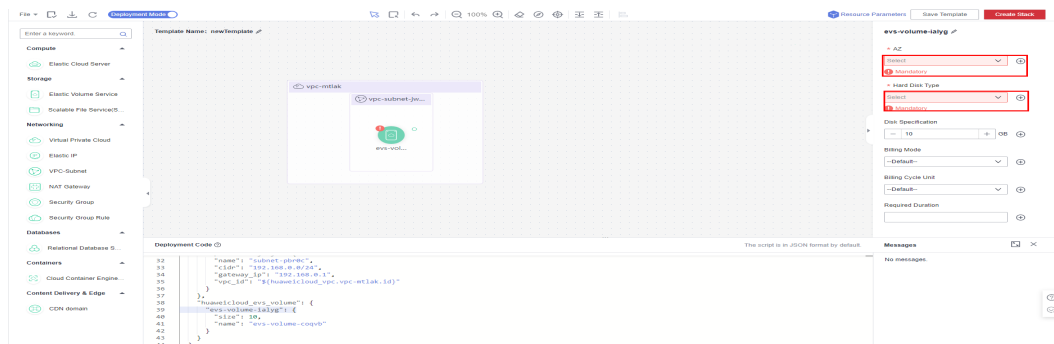 File
Deployment Mode
100%
Resource Parameters
Save Template
Create Stack
Enter a keyword
Compute
Elastic Cloud Server
Storage
Elastic Volume Service
Scalable File Service(S...
Networking
Virtual Private Cloud
Elastic IP
VPC-Subnet
NAT Gateway
Security Group
Security Group Rule
Databases
Relational Database S...
Containers
Cloud Container Engine...
Content Delivery & Edge
CDN domain
Template Name: newTemplate
vpc-mtlak
vpc-subnet-jw...
evs-vol...
evs-volume-ialyg
* AZ
Select
Mandatory
* Hard Disk Type
Select
Mandatory
Disk Specification
10
GB
Billing Mode
--Default--
Billing Cycle Unit
--Default--
Required Duration
Deployment Code
The script is in JSON format by default.
32 "name": "subnet-pbr0c",
33 "cidr": "192.168.0.0/24",
34 "gateway_ip": "192.168.0.1",
35 "vpc_id": "${huaweicloud_vpc.vpc-mtlak.id}"
36 }
37 },
38 "huaweicloud_evs_volume": {
39 "evs-volume-ialyg": {
40 "size": 10,
41 "name": "evs-volume-coqvb"
42 }
43 }
Messages
No messages.